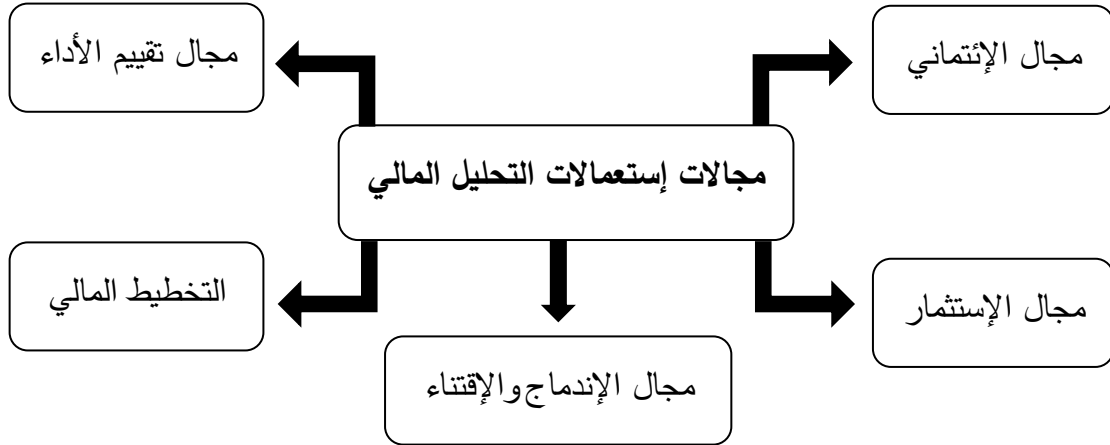 مجال الإئتماني
مجال تقييم الأداء
مجالات إستعمالات التحليل المالي
مجال الإستثمار
التخطيط المالي
مجال الإندماج والإقتناء